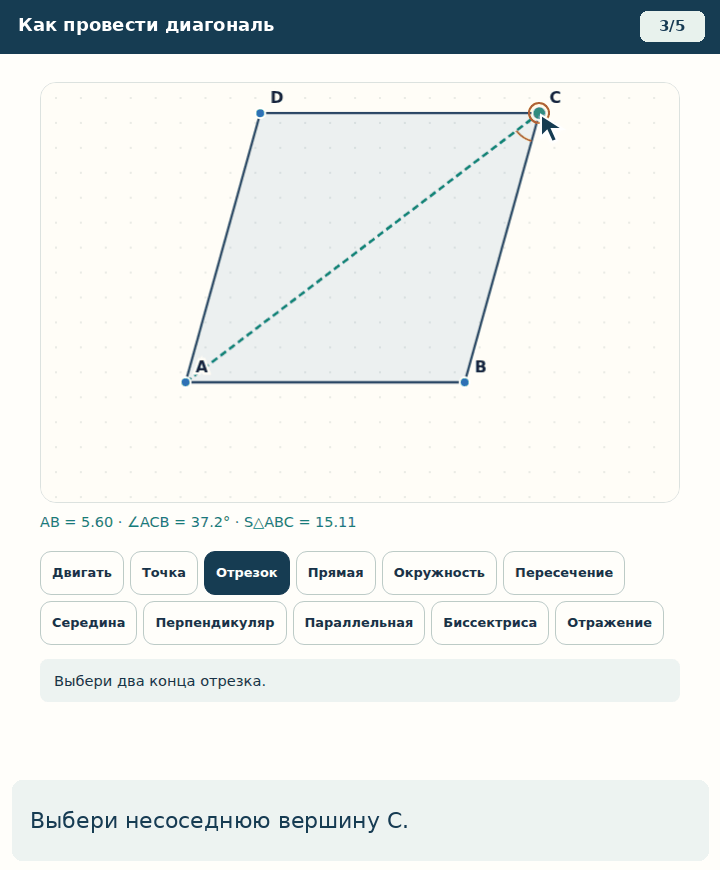 Как провести диагональ
3/5
D
C
A
B
AB = 5.60 · ∠ACB = 37.2° · S△ABC = 15.11
Двигать
Точка
Отрезок
Прямая
Окружность
Пересечение
Середина
Перпендикуляр
Параллельная
Биссектриса
Отражение
Выбери два конца отрезка.
Выбери несоседнюю вершину C.